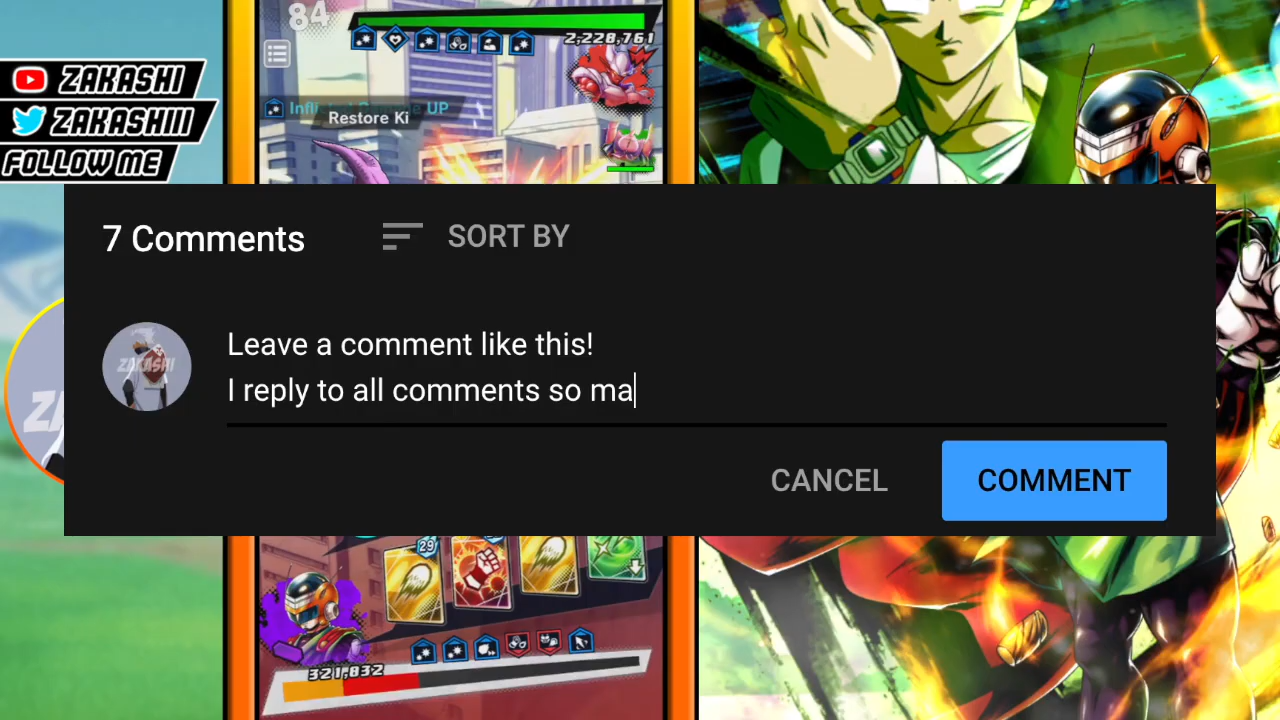 84
2,228,761
ZAKASHI
ZAKASHIII
FOLLOW ME
Restore Ki
7 Comments
SORT BY
Leave a comment like this!
I reply to all comments so ma
CANCEL
COMMENT
29
321,832